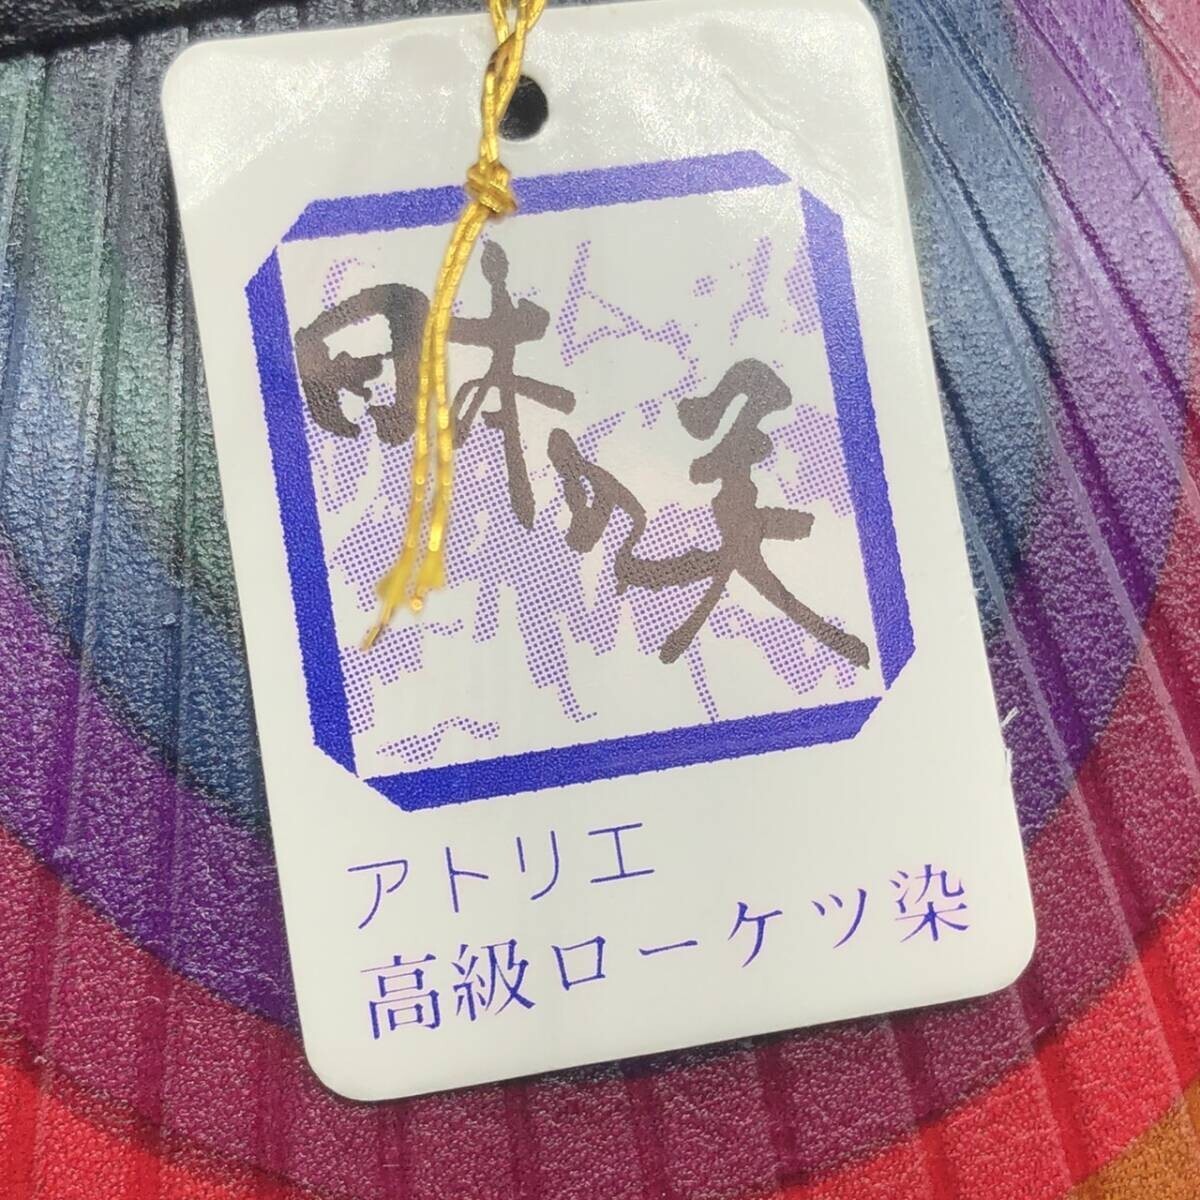 日本の美
アトリエ
高級ローケツ染